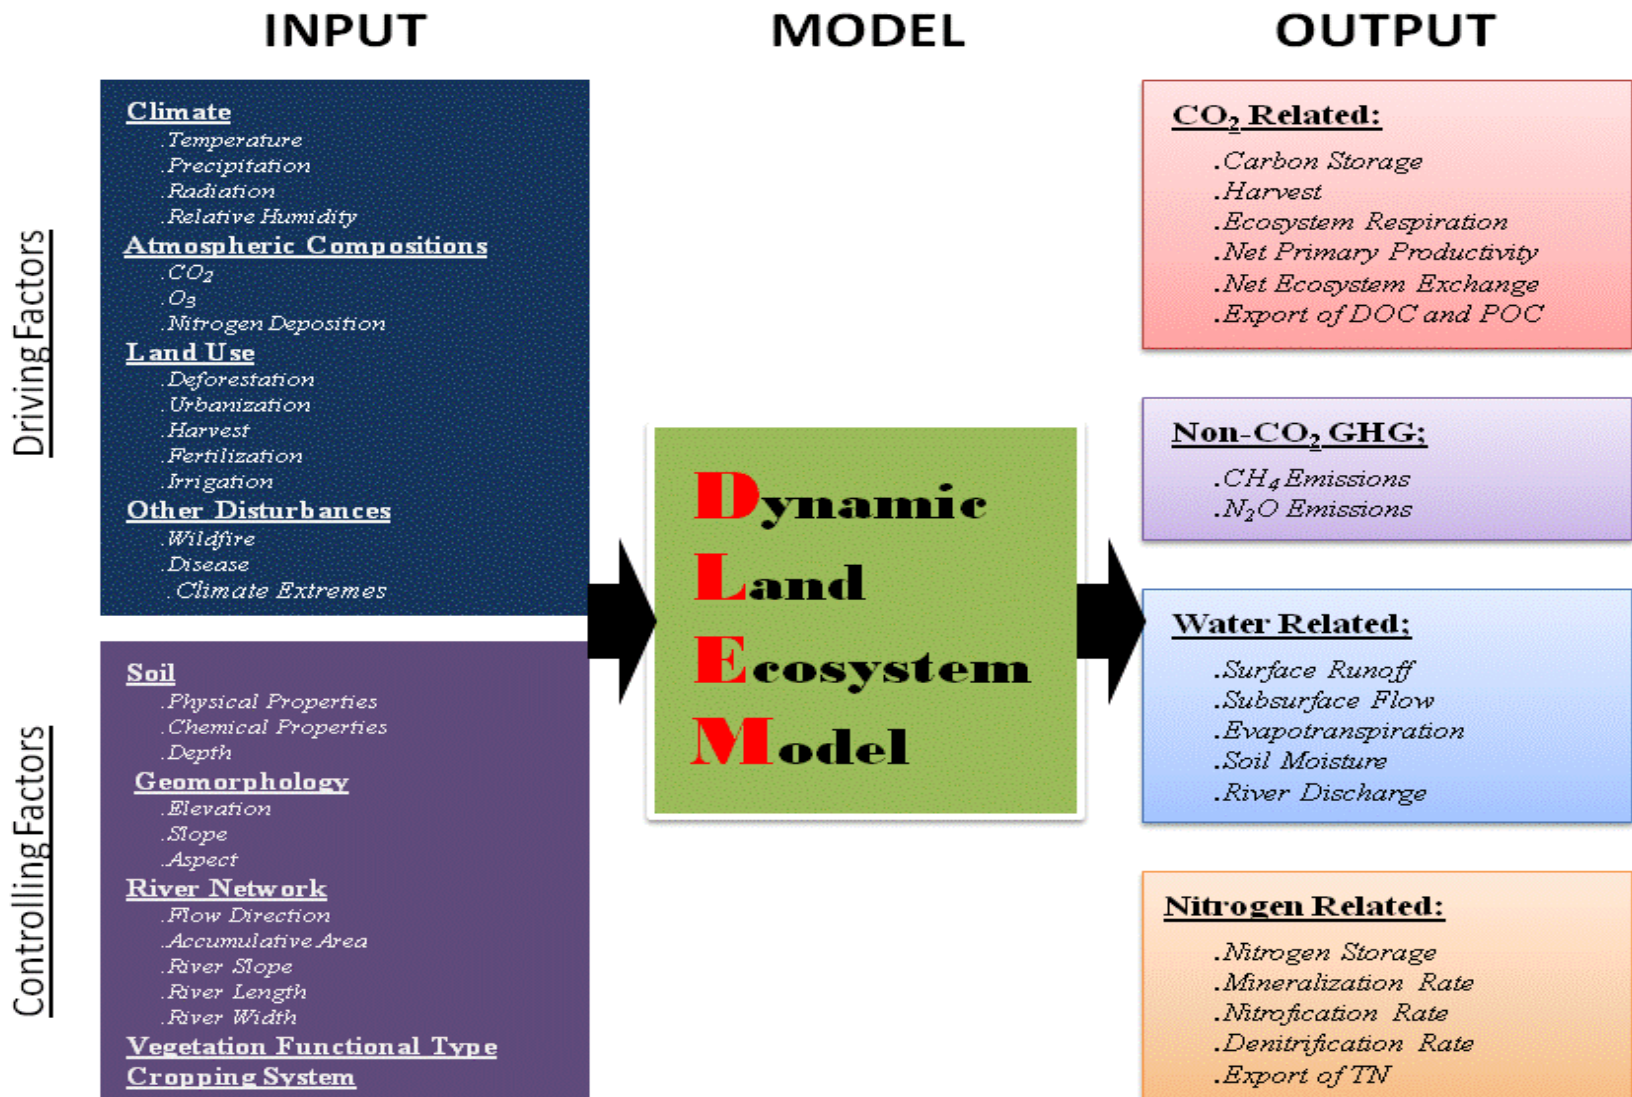 INPUT
MODEL
OUTPUT
Driving Factors
Climate
.Temperature
.Precipitation
.Radiation
.Relative Humidity
Atmospheric Compositions
.CO₂
.O₃
.Nitrogen Deposition
Land Use
.Deforestation
.Urbanization
.Harvest
.Fertilization
.Irrigation
Other Disturbances
.Wildfire
.Disease
.Climate Extremes
Controlling Factors
Soil
.Physical Properties
.Chemical Properties
.Depth
Geomorphology
.Elevation
.Slope
.Aspect
River Network
.Flow Direction
.Accumulative Area
.River Slope
.River Length
.River Width
Vegetation Functional Type
Cropping System
Dynamic
Land
Ecosystem
Model
CO₂ Related:
.Carbon Storage
.Harvest
.Ecosystem Respiration
.Net Primary Productivity
.Net Ecosystem Exchange
.Export of DOC and POC
Non-CO₂ GHG;
.CH₄ Emissions
.N₂O Emissions
Water Related;
.Surface Runoff
.Subsurface Flow
.Evapotranspiration
.Soil Moisture
.River Discharge
Nitrogen Related:
.Nitrogen Storage
.Mineralization Rate
.Nitrofication Rate
.Denitrification Rate
.Export of TN